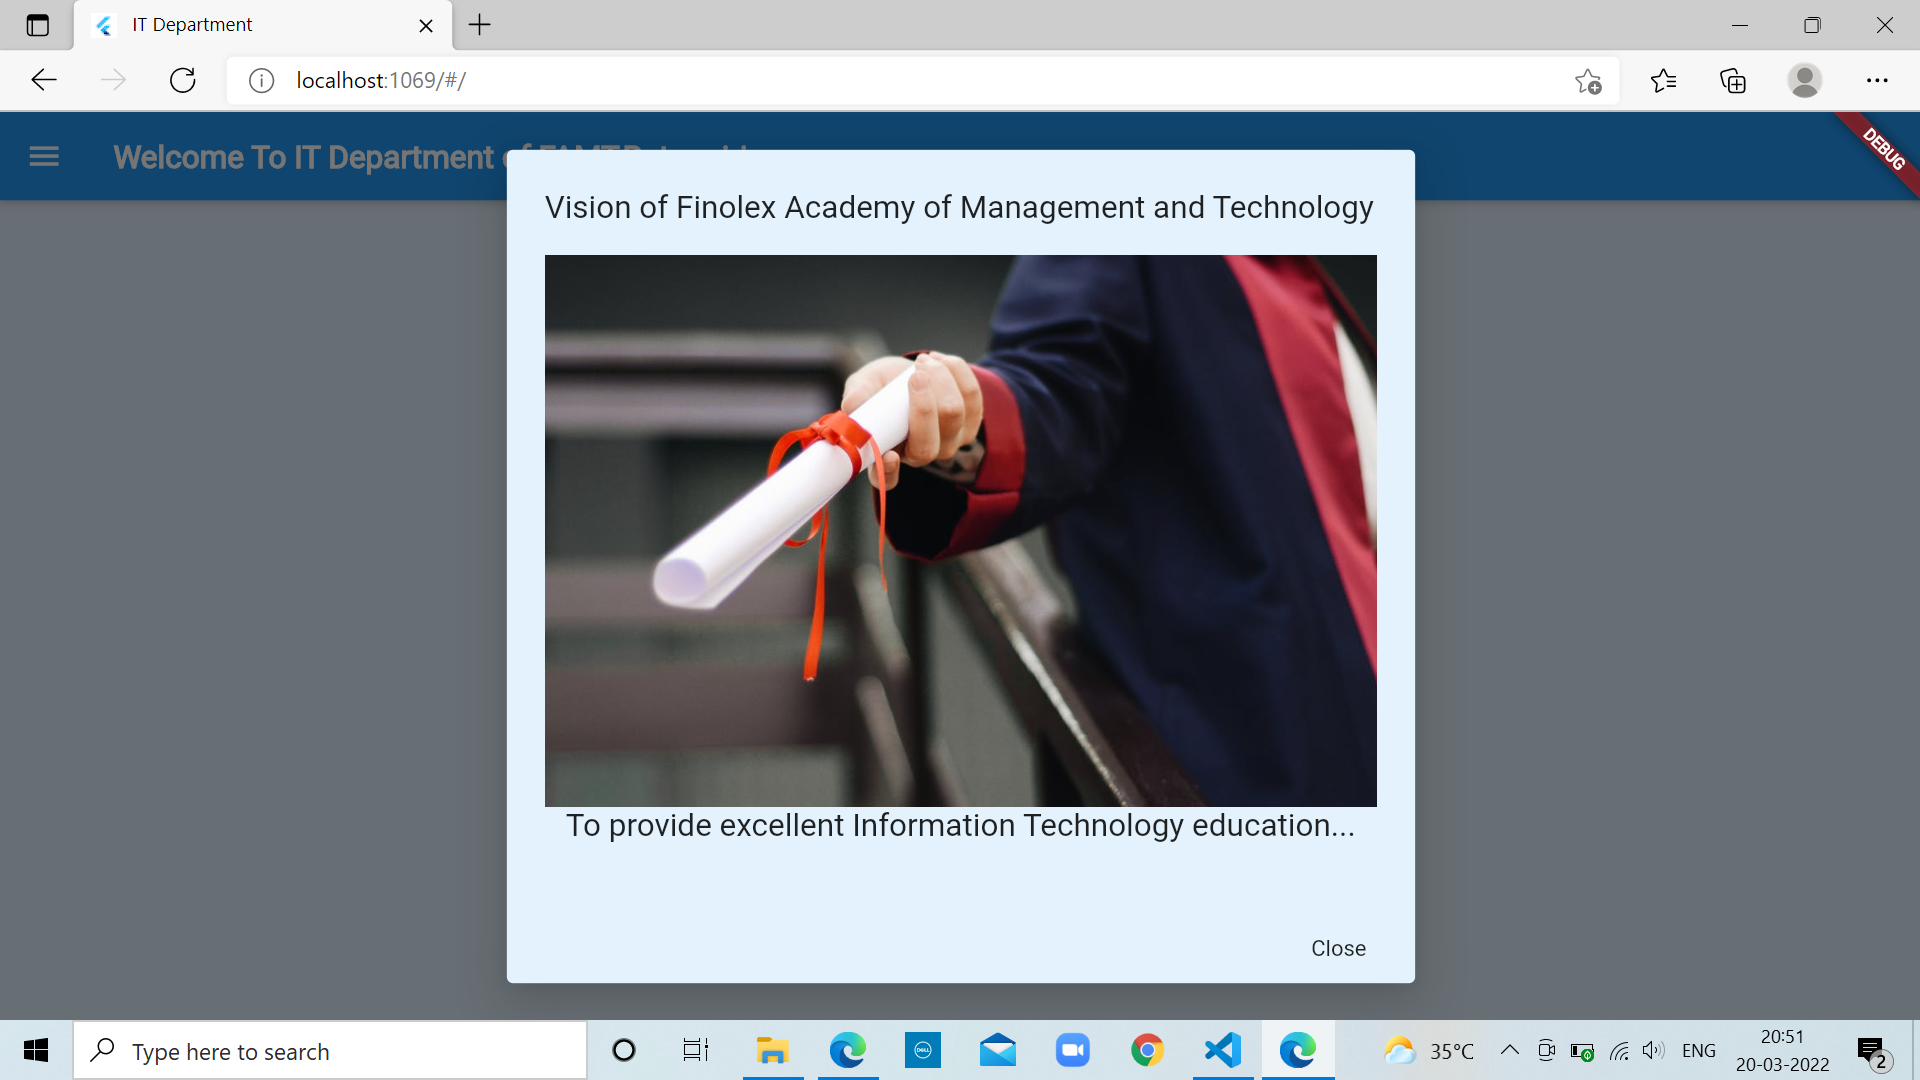 IT Department
localhost:1069/#/
Welcome To IT Department
DEBUG
Vision of Finolex Academy of Management and Technology
To provide excellent Information Technology education...
Close
Type here to search
DELL
35°C
ENG
20:51
20-03-2022
2